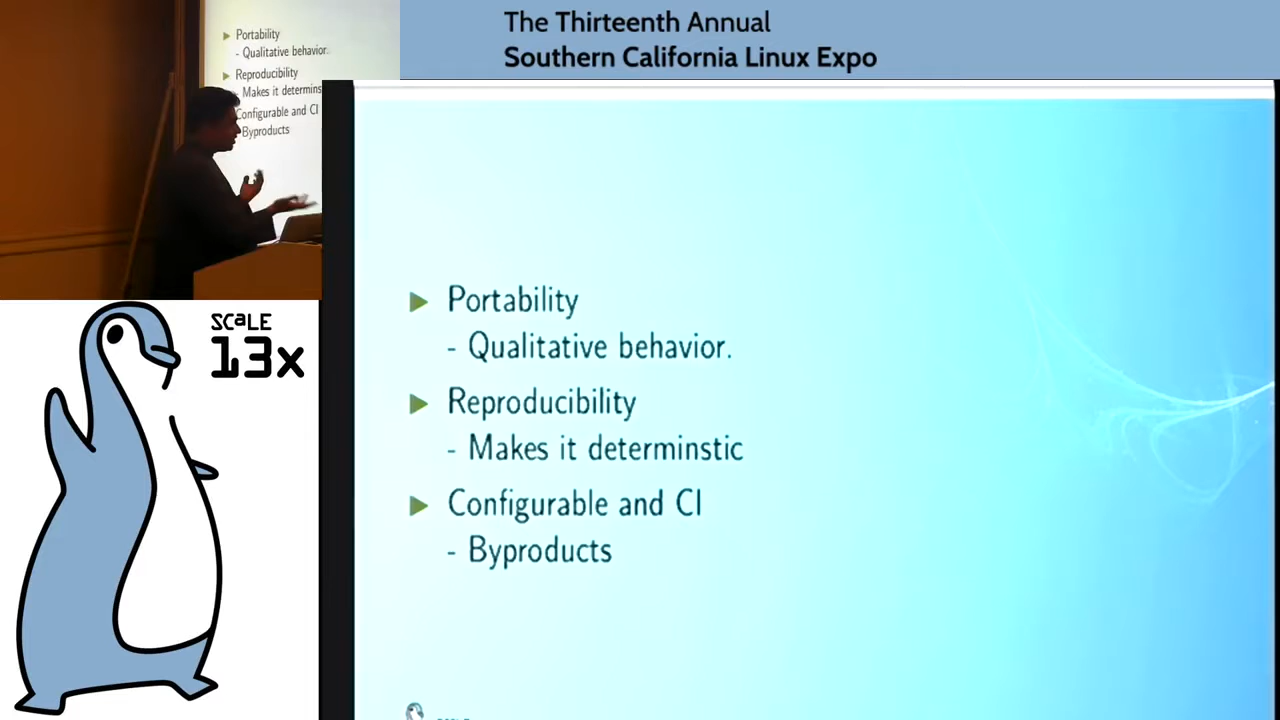 The Thirteenth Annual
Southern California Linux Expo
▶ Portability
- Qualitative behavior.
▶ Reproducibility
- Makes it determins
Configurable and CI
Byproducts
SCaLE
13x
▶ Portability
- Qualitative behavior.
▶ Reproducibility
- Makes it determinstic
▶ Configurable and CI
- Byproducts